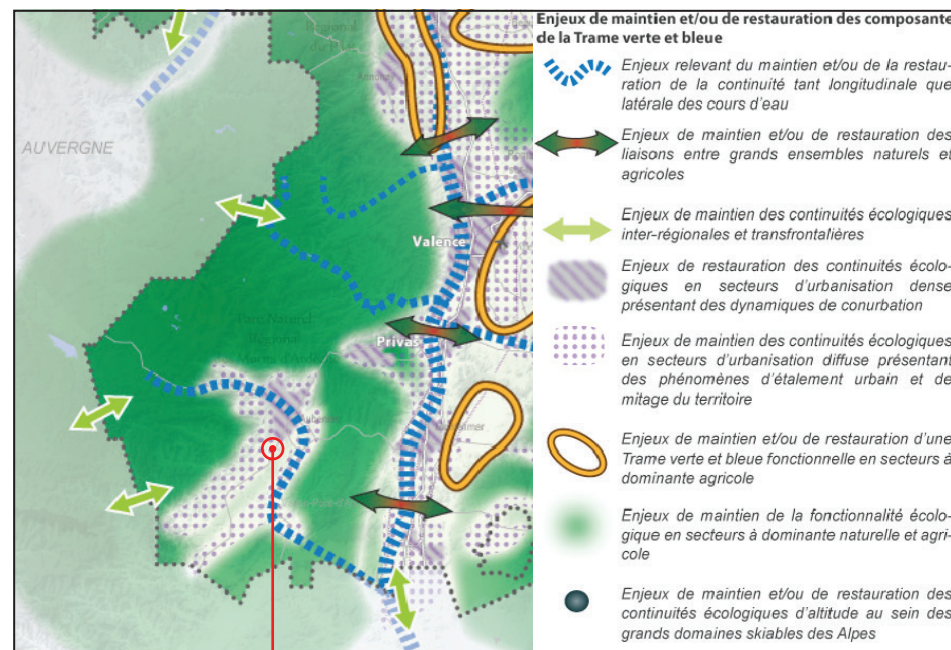 AUVERGNE
Parc Naturel
Régional
Monts d'Ardèche
Valence
Privas
Enjeux de maintien et/ou de restauration des composante
de la Trame verte et bleue
Enjeux relevant du maintien et/ou de la restau-
ration de la continuité tant longitudinale que
latérale des cours d'eau
Enjeux de maintien et/ou de restauration des
liaisons entre grands ensembles naturels et
agricoles
Enjeux de maintien des continuités écologiques
inter-régionales et transfrontalières
Enjeux de restauration des continuités écolo-
giques en secteurs d'urbanisation dense
présentant des dynamiques de conurbation
Enjeux de maintien des continuités écologiques
en secteurs d'urbanisation diffuse présentant
des phénomènes d'étalement urbain et de
mitage du territoire
Enjeux de maintien et/ou de restauration d'une
Trame verte et bleue fonctionnelle en secteurs à
dominante agricole
Enjeux de maintien de la fonctionnalité écolo-
gique en secteurs à dominante naturelle et agri-
cole
Enjeux de maintien et/ou de restauration des
continuités écologiques d'altitude au sein des
grands domaines skiables des Alpes